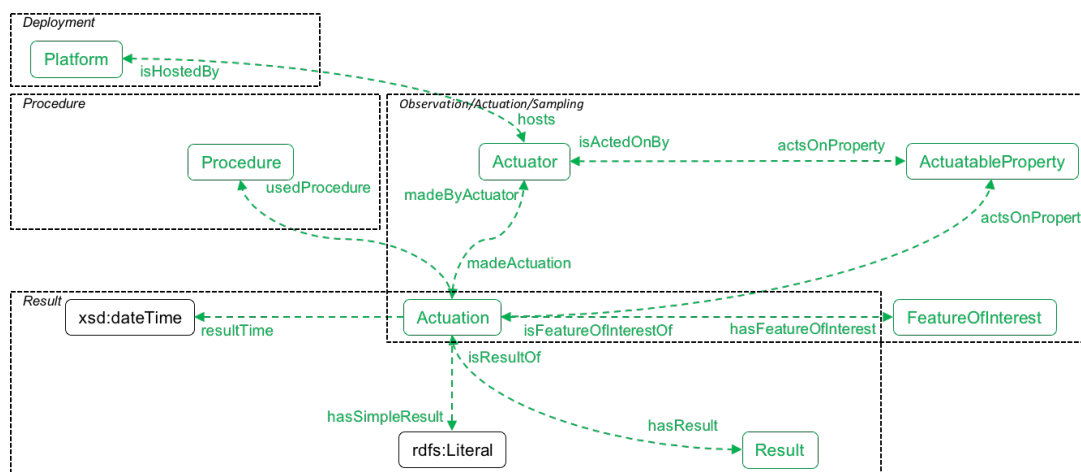 Deployment
Platform
isHostedBy
Procedure
Observation/Actuation/Sampling
hosts
isActedOnBy
actsOnProperty
Procedure
Actuator
ActuatableProperty
usedProcedure
madeByActuator
actsOnPropert
madeActuation
Result
xsd:dateTime
resultTime
Actuation
isFeatureOfInterestOf
hasFeatureOfInterest
FeatureOfInterest
isResultOf
hasSimpleResult
hasResult
rdfs:Literal
Result